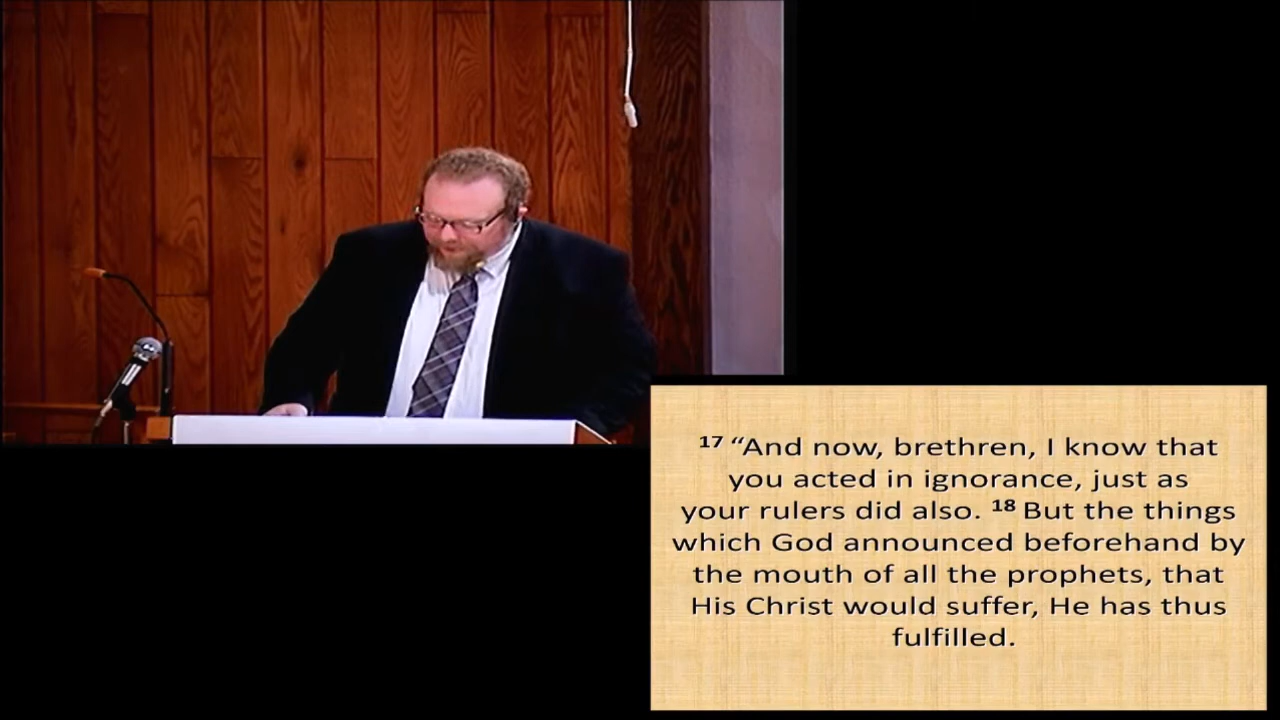 17 “And now, brethren, I know that
you acted in ignorance, just as
your rulers did also. 18 But the things
which God announced beforehand by
the mouth of all the prophets, that
His Christ would suffer, He has thus
fulfilled.